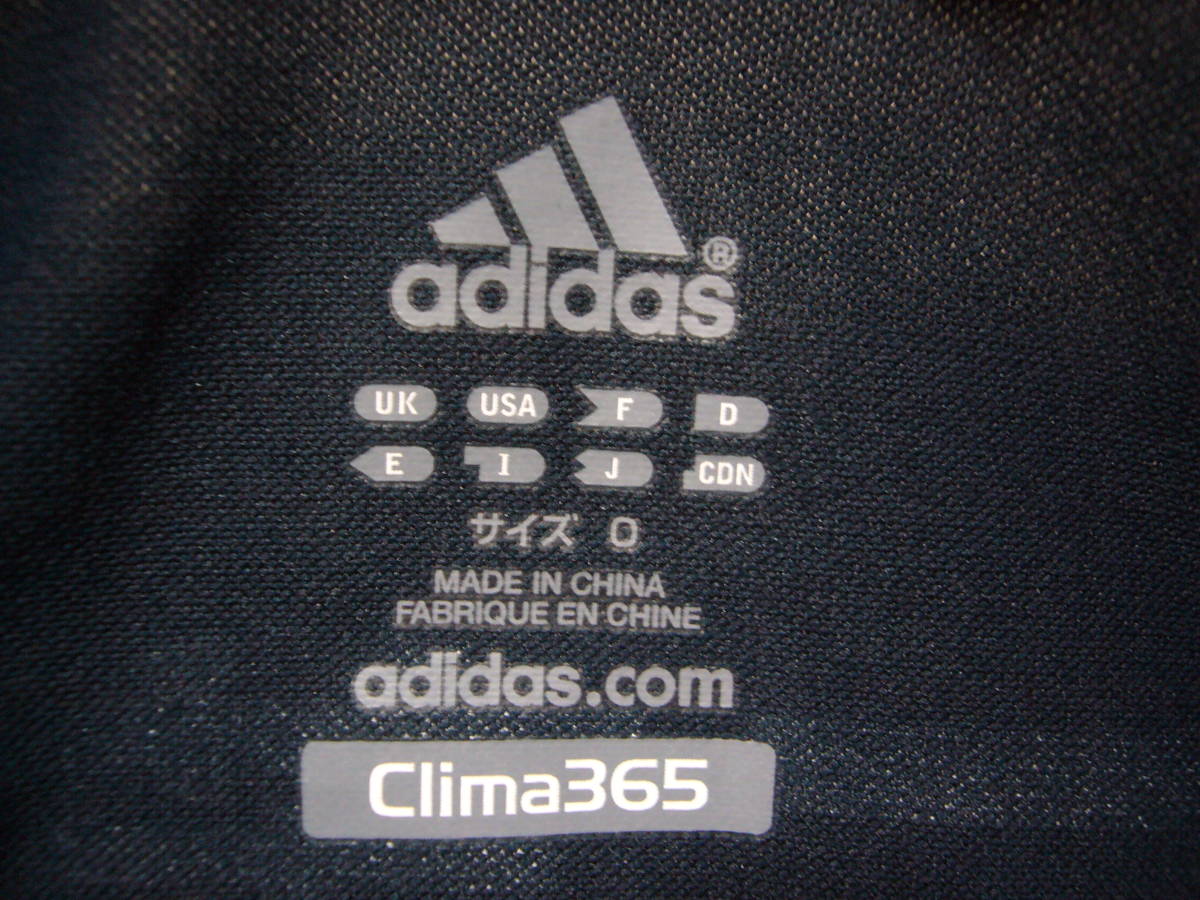 adidas®
UK USA F D
E I J CDN
サイズ O
MADE IN CHINA
FABRIQUE EN CHINE
adidas.com
Clima365